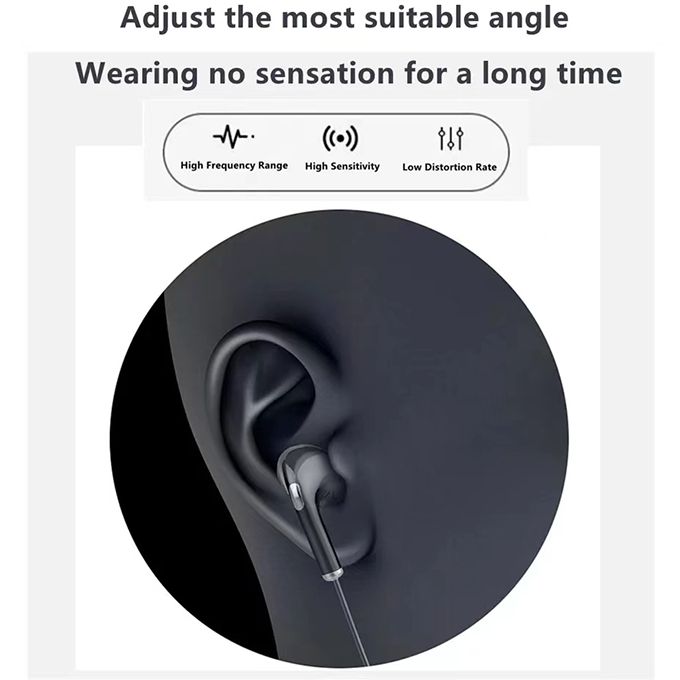 Adjust the most suitable angle
Wearing no sensation for a long time
High Frequency Range
High Sensitivity
Low Distortion Rate